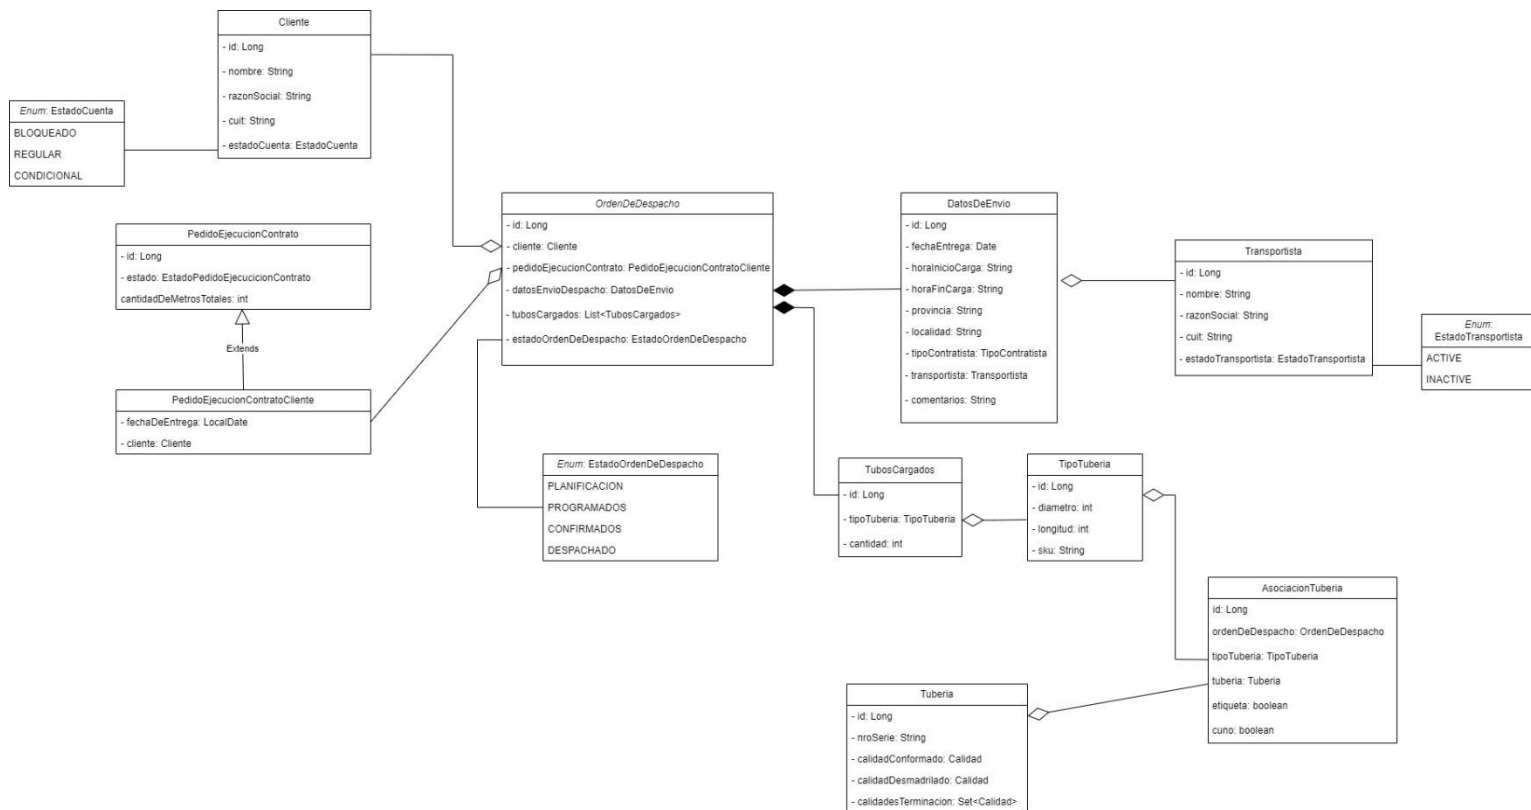 Cliente
- id: Long
- nombre: String
- razonSocial: String
- cuit: String
- estadoCuenta: EstadoCuenta
Enum: EstadoCuenta
BLOQUEADO
REGULAR
CONDICIONAL
PedidoEjecucionContrato
- id: Long
- estado: EstadoPedidoEjecucicionContrato
cantidadDeMetrosTotales: int
Extends
PedidoEjecucionContratoCliente
- fechaDeEntrega: LocalDate
- cliente: Cliente
OrdenDeDespacho
- id: Long
- cliente: Cliente
- pedidoEjecucionContrato: PedidoEjecucionContratoCliente
- datosEnvioDespacho: DatosDeEnvio
- tubosCargados: List<TubosCargados>
- estadoOrdenDeDespacho: EstadoOrdenDeDespacho
Enum: EstadoOrdenDeDespacho
PLANIFICACION
PROGRAMADOS
CONFIRMADOS
DESPACHADO
DatosDeEnvio
- id: Long
- fechaEntrega: Date
- horaInicioCarga: String
- horaFinCarga: String
- provincia: String
- localidad: String
- tipoContratista: TipoContratista
- transportista: Transportista
- comentarios: String
Transportista
- id: Long
- nombre: String
- razonSocial: String
- cuit: String
- estadoTransportista: EstadoTransportista
Enum:
EstadoTransportista
ACTIVE
INACTIVE
TubosCargados
- id: Long
- tipoTuberia: TipoTuberia
- cantidad: int
TipoTuberia
- id: Long
- diametro: int
- longitud: int
- sku: String
AsociacionTuberia
id: Long
ordenDeDespacho: OrdenDeDespacho
tipoTuberia: TipoTuberia
tuberia: Tuberia
etiqueta: boolean
cuno: boolean
Tuberia
- id: Long
- nroSerie: String
- calidadConformado: Calidad
- calidadDesmadrilado: Calidad
- calidadesTerminacion: Set<Calidad>